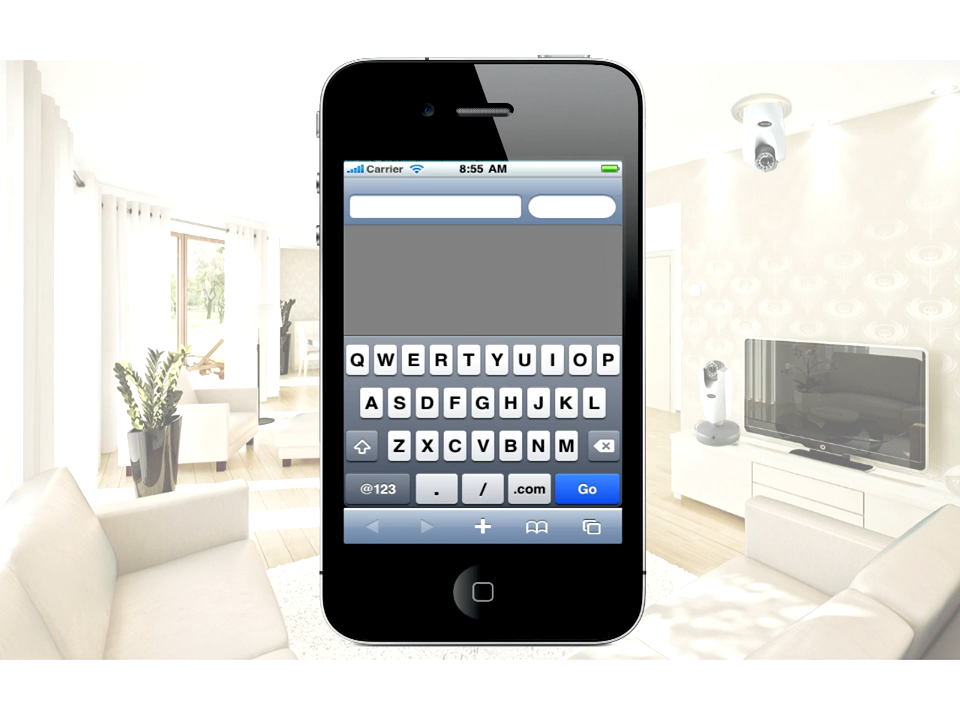 Carrier 8:55 AM
Q W E R T Y U I O P
A S D F G H J K L
Z X C V B N M
@123 . / .com Go